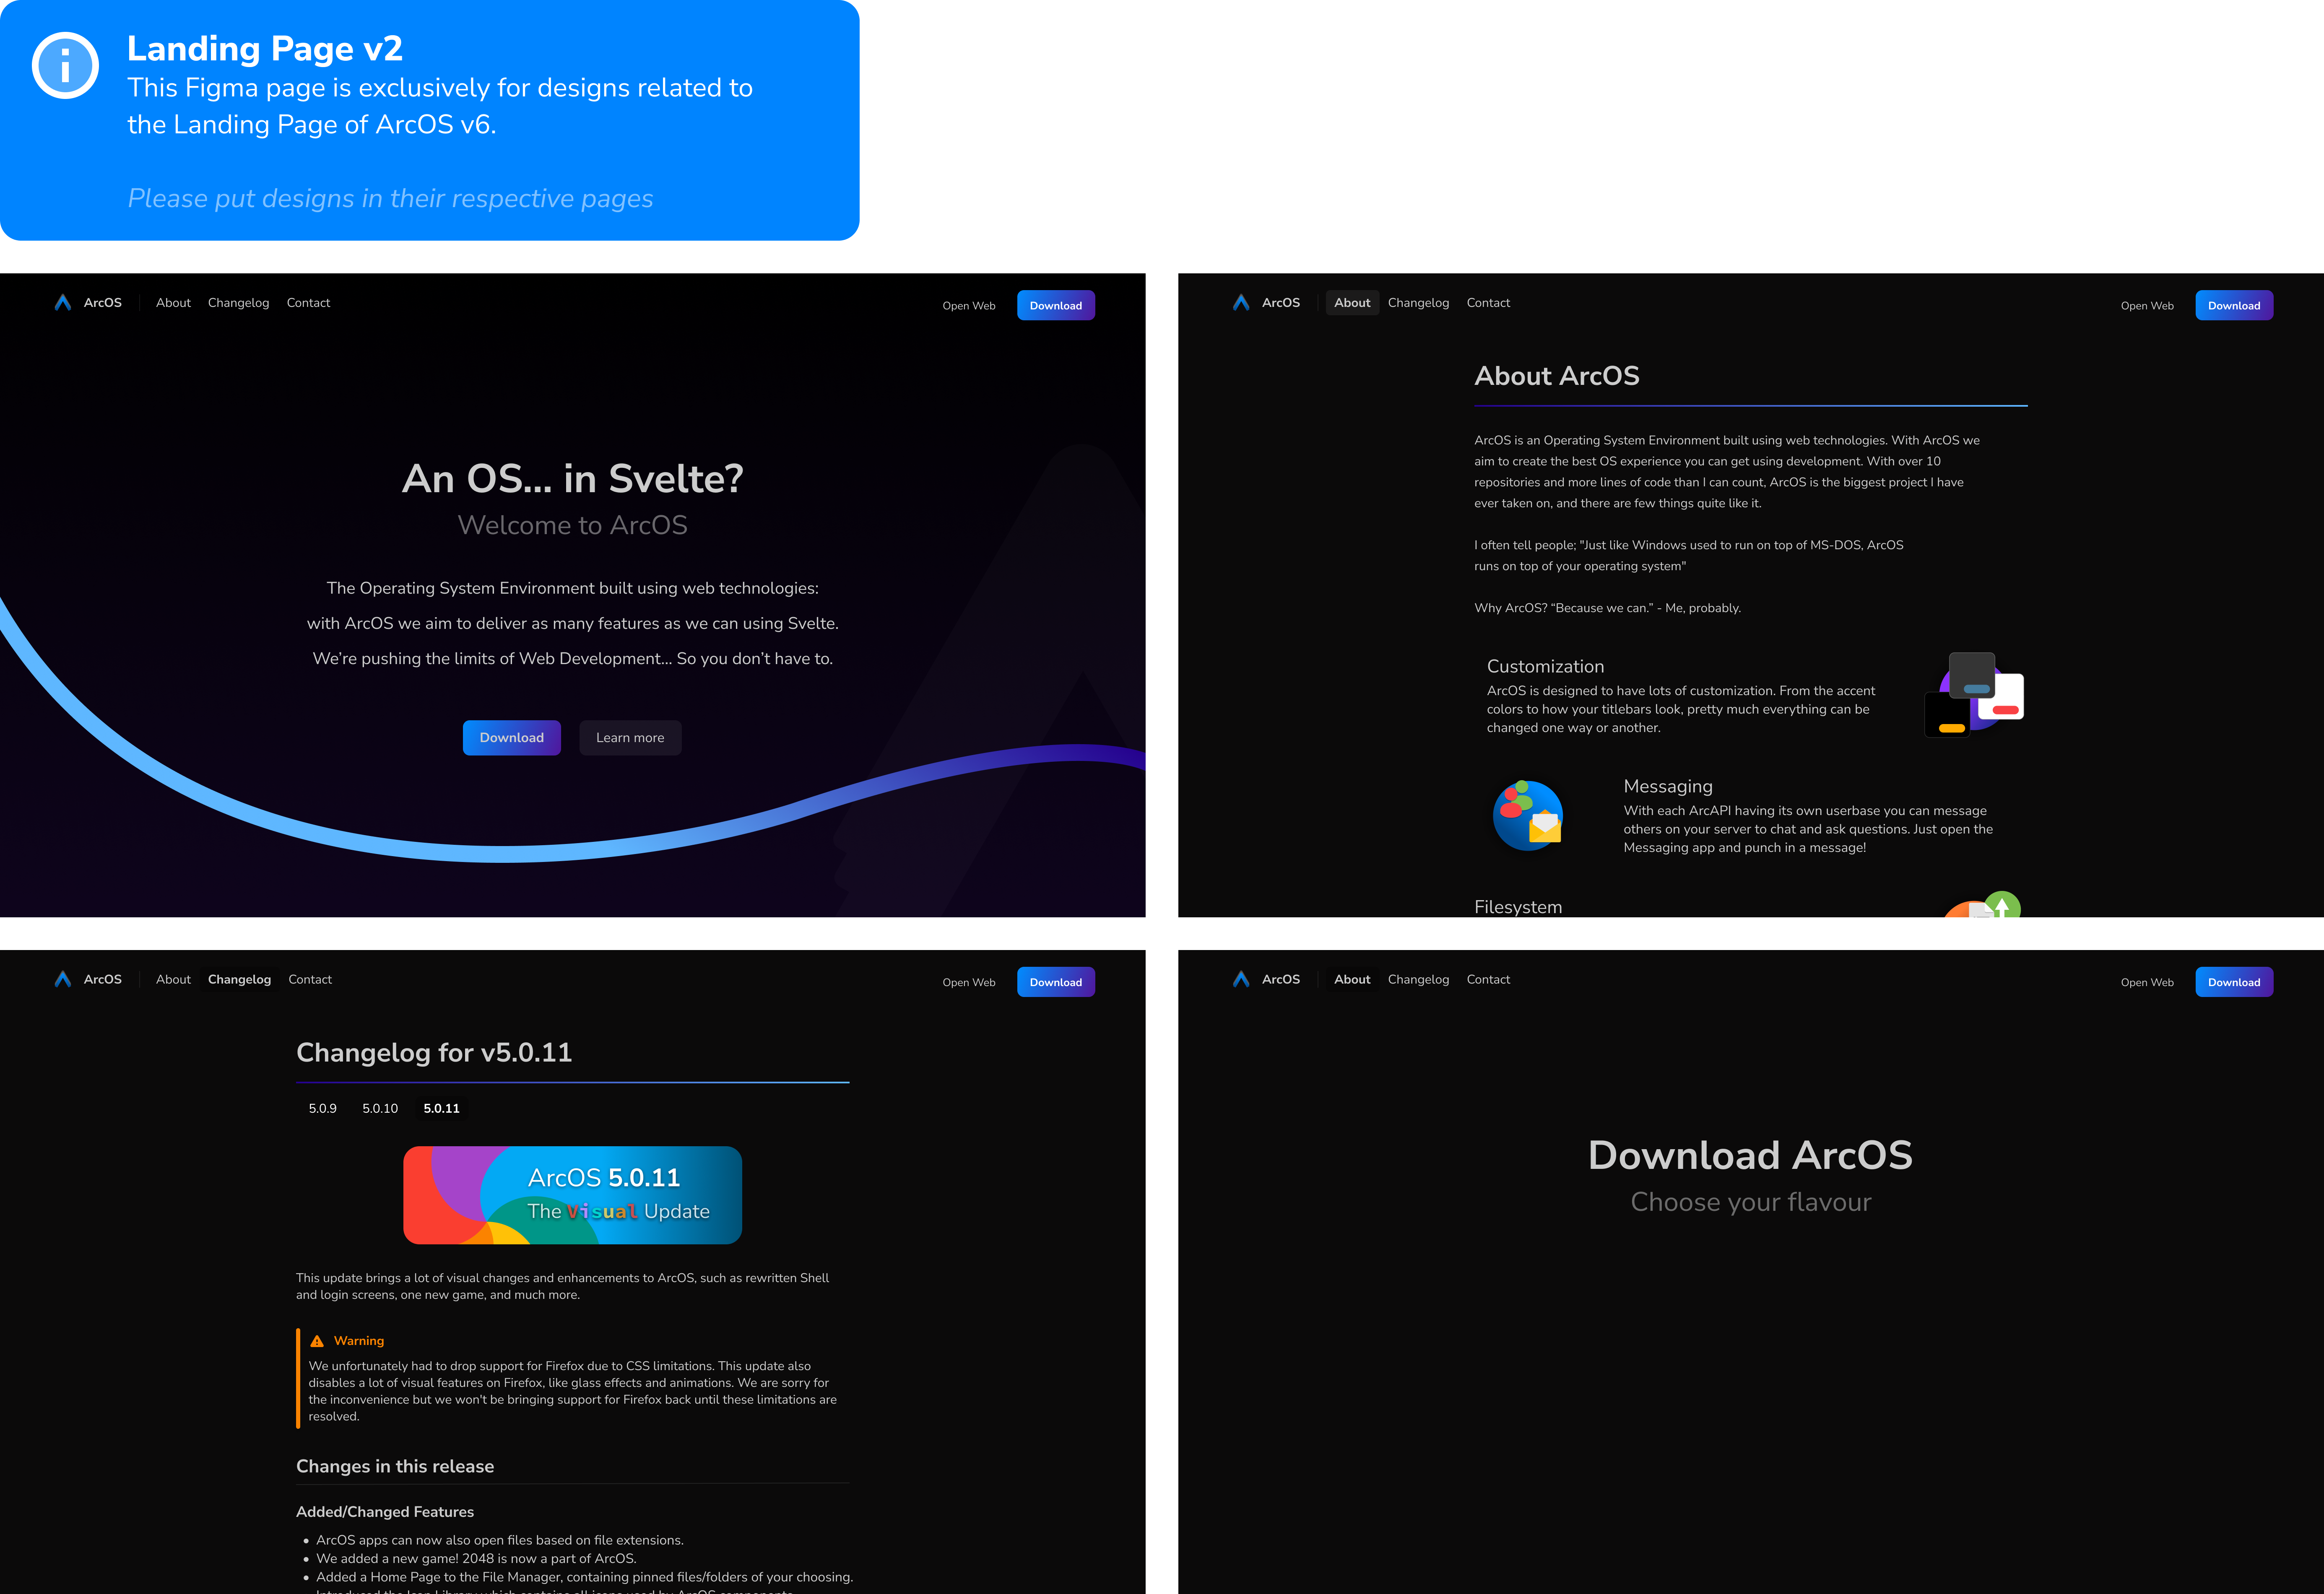 Landing Page v2
This Figma page is exclusively for designs related to
the Landing Page of ArcOS v6.
Please put designs in their respective pages
ArcOS About Changelog Contact Open Web Download
An OS... in Svelte?
Welcome to ArcOS
The Operating System Environment built using web technologies:
with ArcOS we aim to deliver as many features as we can using Svelte.
We're pushing the limits of Web Development... So you don't have to.
Download Learn more
ArcOS About Changelog Contact Open Web Download
About ArcOS
ArcOS is an Operating System Environment built using web technologies. With ArcOS we
aim to create the best OS experience you can get using development. With over 10
repositories and more lines of code than I can count, ArcOS is the biggest project I have
ever taken on, and there are few things quite like it.
I often tell people; "Just like Windows used to run on top of MS-DOS, ArcOS
runs on top of your operating system"
Why ArcOS? “Because we can.” - Me, probably.
Customization
ArcOS is designed to have lots of customization. From the accent
colors to how your titlebars look, pretty much everything can be
changed one way or another.
Messaging
With each ArcAPI having its own userbase you can message
others on your server to chat and ask questions. Just open the
Messaging app and punch in a message!
Filesystem
ArcOS About Changelog Contact Open Web Download
Changelog for v5.0.11
5.0.9 5.0.10 5.0.11
ArcOS 5.0.11
The Visual Update
This update brings a lot of visual changes and enhancements to ArcOS, such as rewritten Shell
and login screens, one new game, and much more.
Warning
We unfortunately had to drop support for Firefox due to CSS limitations. This update also
disables a lot of visual features on Firefox, like glass effects and animations. We are sorry for
the inconvenience but we won't be bringing support for Firefox back until these limitations are
resolved.
Changes in this release
Added/Changed Features
• ArcOS apps can now also open files based on file extensions.
• We added a new game! 2048 is now a part of ArcOS.
• Added a Home Page to the File Manager, containing pinned files/folders of your choosing.
ArcOS About Changelog Contact Open Web Download
Download ArcOS
Choose your flavour